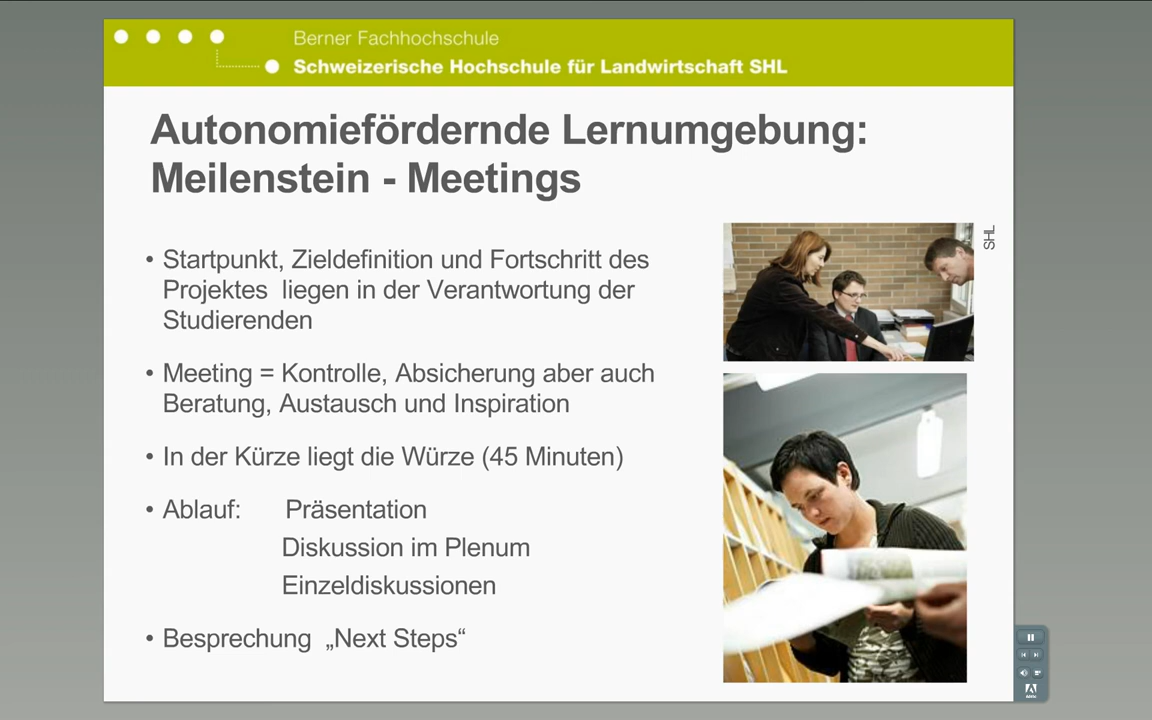 Berner Fachhochschule
Schweizerische Hochschule für Landwirtschaft SHL
Autonomiefördernde Lernumgebung:
Meilenstein - Meetings
• Startpunkt, Zieldefinition und Fortschritt des
Projektes liegen in der Verantwortung der
Studierenden
• Meeting = Kontrolle, Absicherung aber auch
Beratung, Austausch und Inspiration
• In der Kürze liegt die Würze (45 Minuten)
• Ablauf: Präsentation
Diskussion im Plenum
Einzeldiskussionen
• Besprechung „Next Steps“
SHL